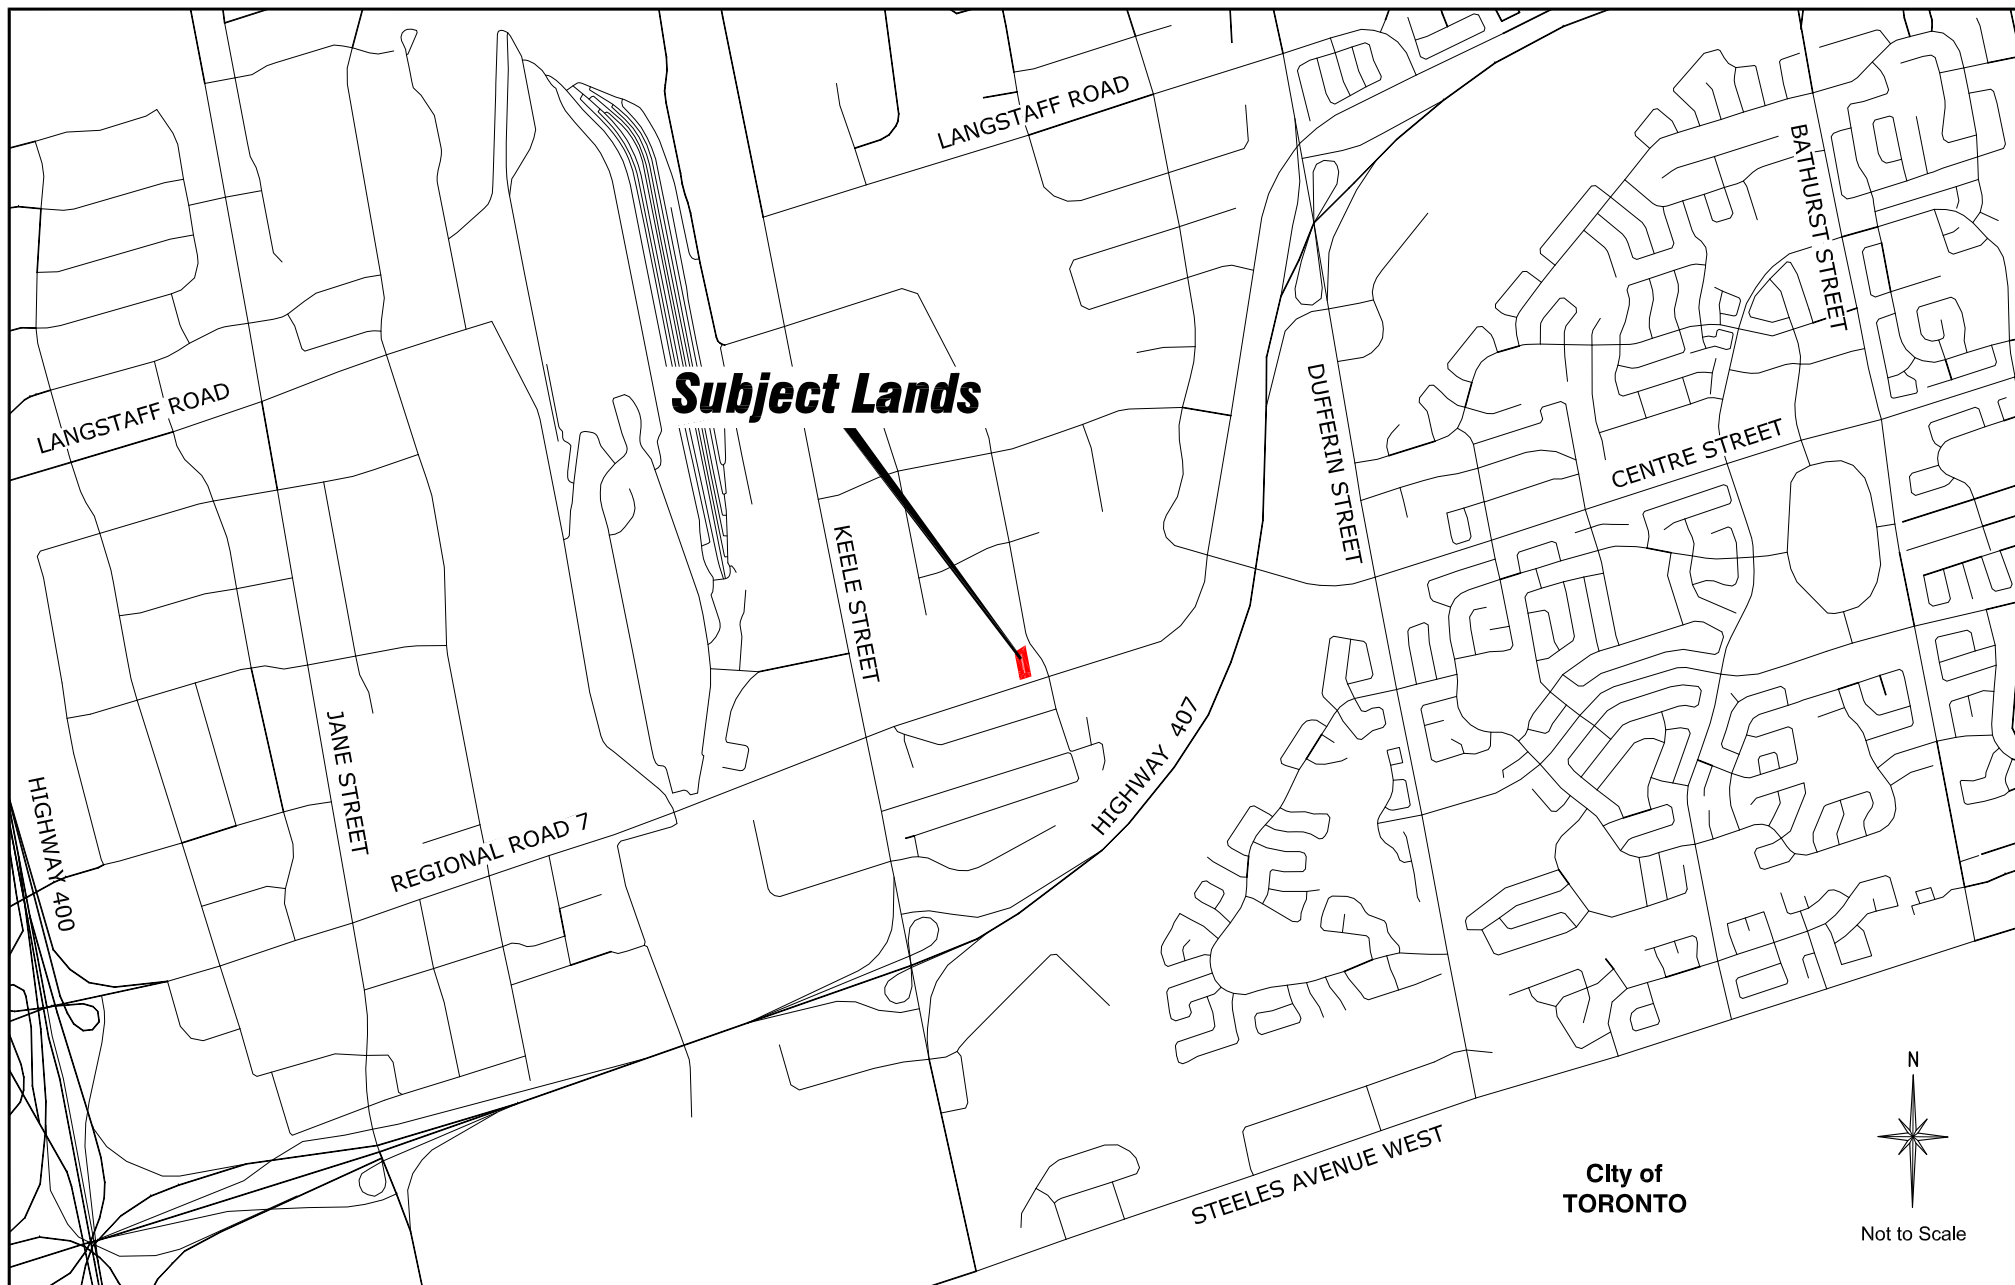 LANGSTAFF ROAD
BATHURST STREET
Subject Lands
LANGSTAFF ROAD
DUFFERIN STREET
CENTRE STREET
KEELE STREET
JANE STREET
HIGHWAY 407
HIGHWAY 400
REGIONAL ROAD 7
N
STEELES AVENUE WEST
CIty of
TORONTO
Not to Scale